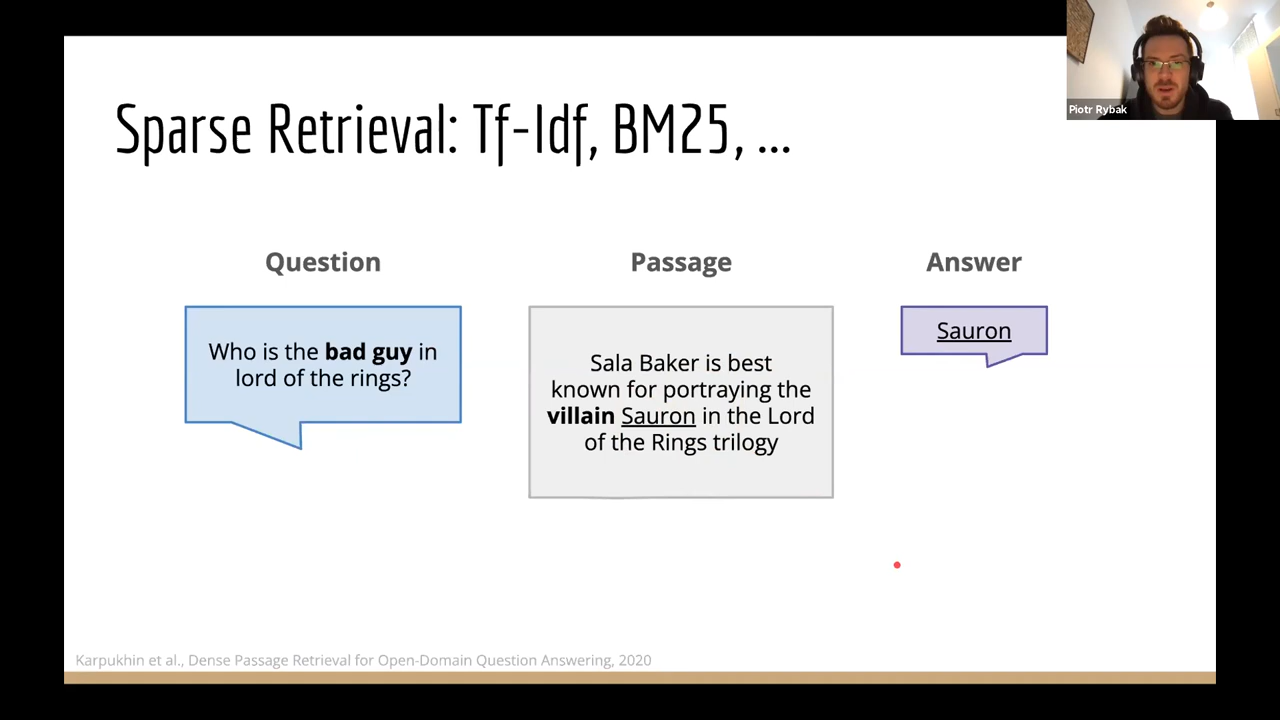 Piotr Rybak
Sparse Retrieval: Tf-Idf, BM25, ...
Question
Passage
Answer
Who is the bad guy in
lord of the rings?
Sala Baker is best
known for portraying the
villain Sauron in the Lord
of the Rings trilogy
Sauron
Karpukhin et al., Dense Passage Retrieval for Open-Domain Question Answering, 2020